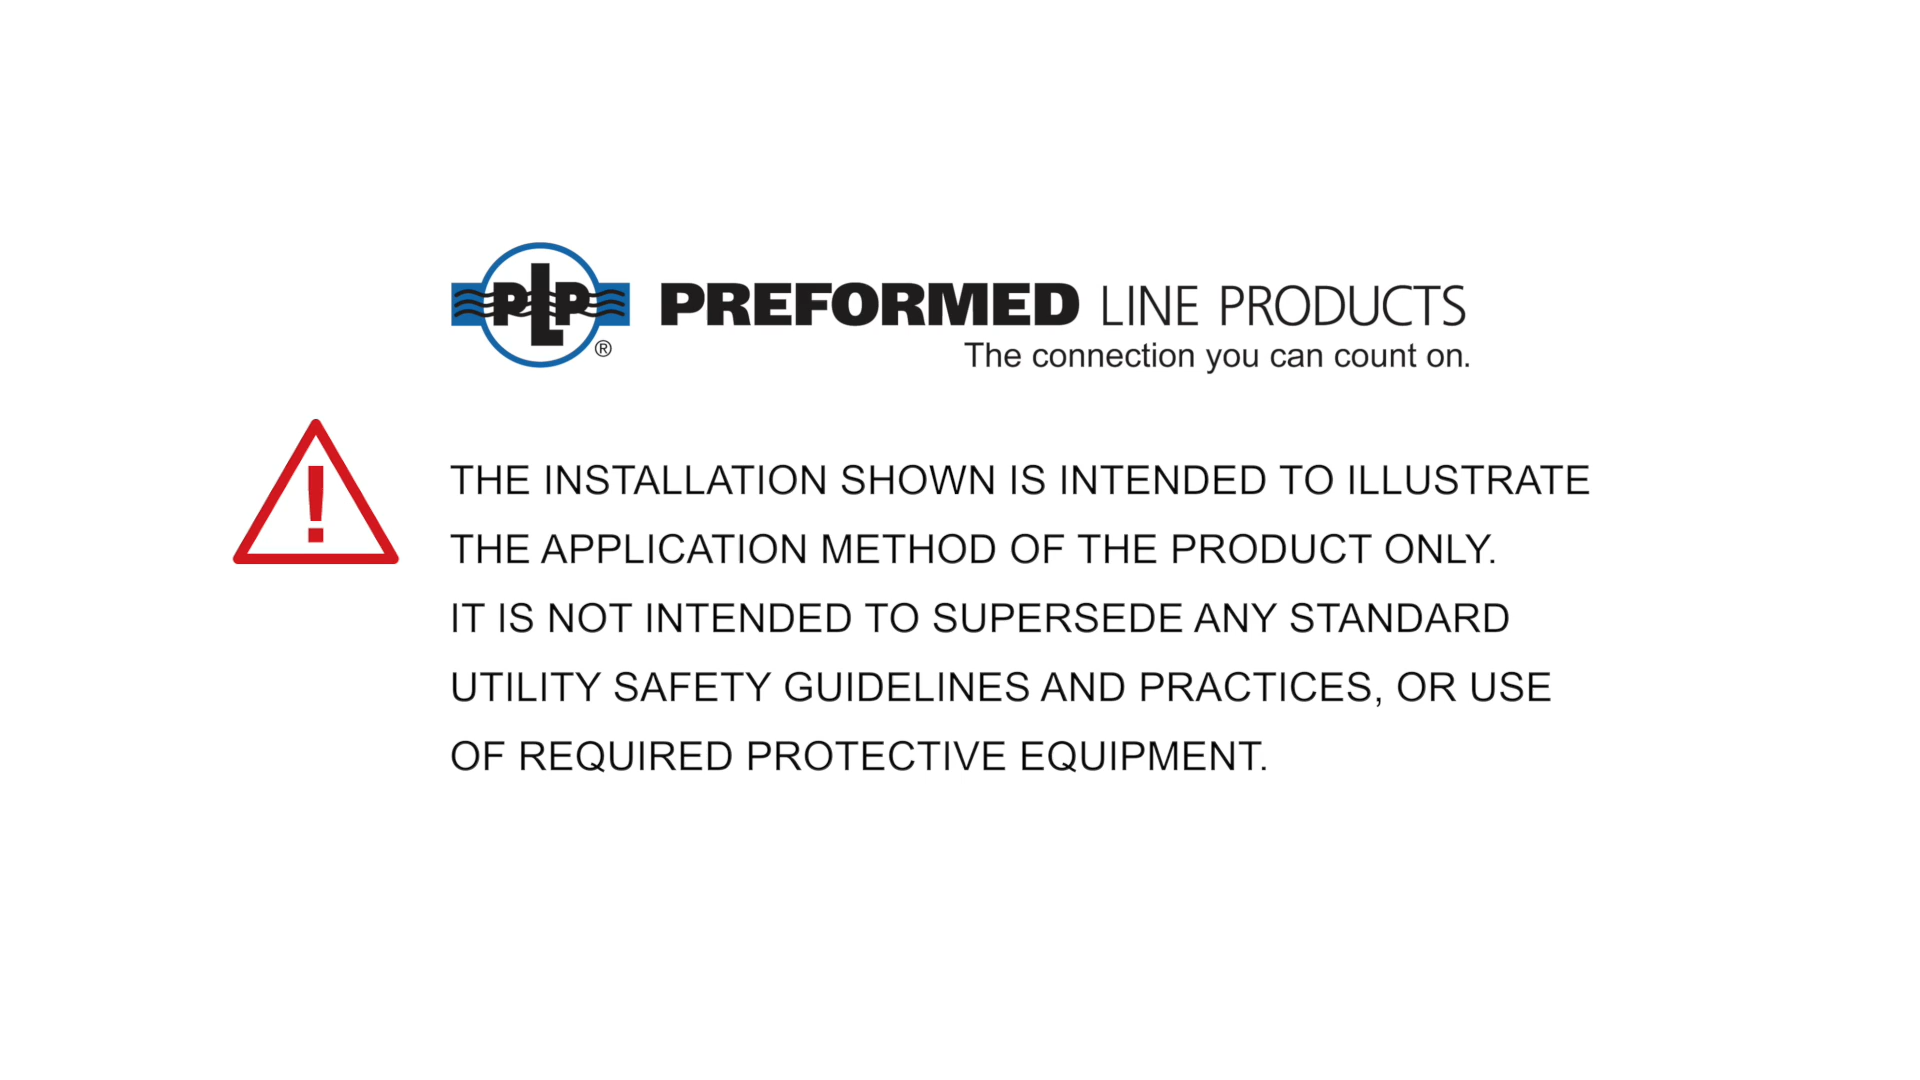 PLP®
PREFORMED LINE PRODUCTS
The connection you can count on.
!
THE INSTALLATION SHOWN IS INTENDED TO ILLUSTRATE
THE APPLICATION METHOD OF THE PRODUCT ONLY.
IT IS NOT INTENDED TO SUPERSEDE ANY STANDARD
UTILITY SAFETY GUIDELINES AND PRACTICES, OR USE
OF REQUIRED PROTECTIVE EQUIPMENT.